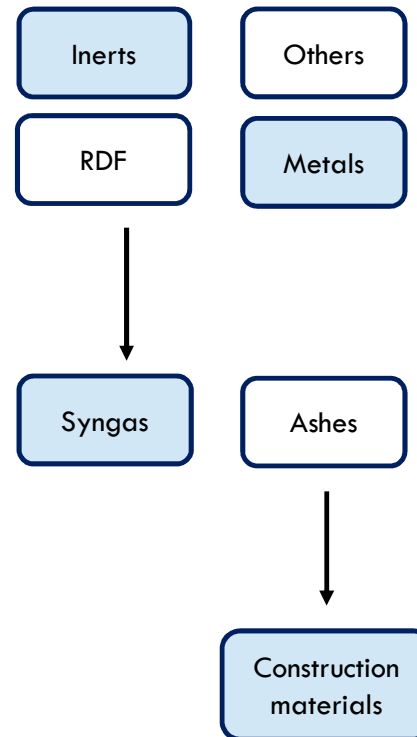 Inerts
Others
RDF
Metals
Syngas
Ashes
Construction
materials